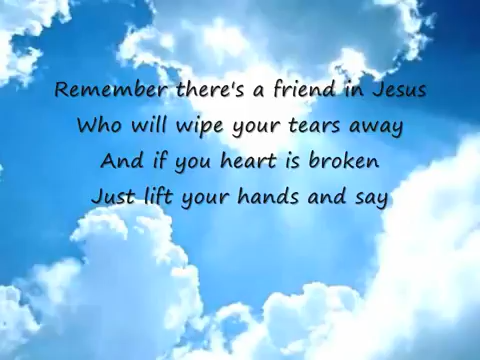 Remember there's a friend in Jesus
Who will wipe your tears away
And if you heart is broken
Just lift your hands and say